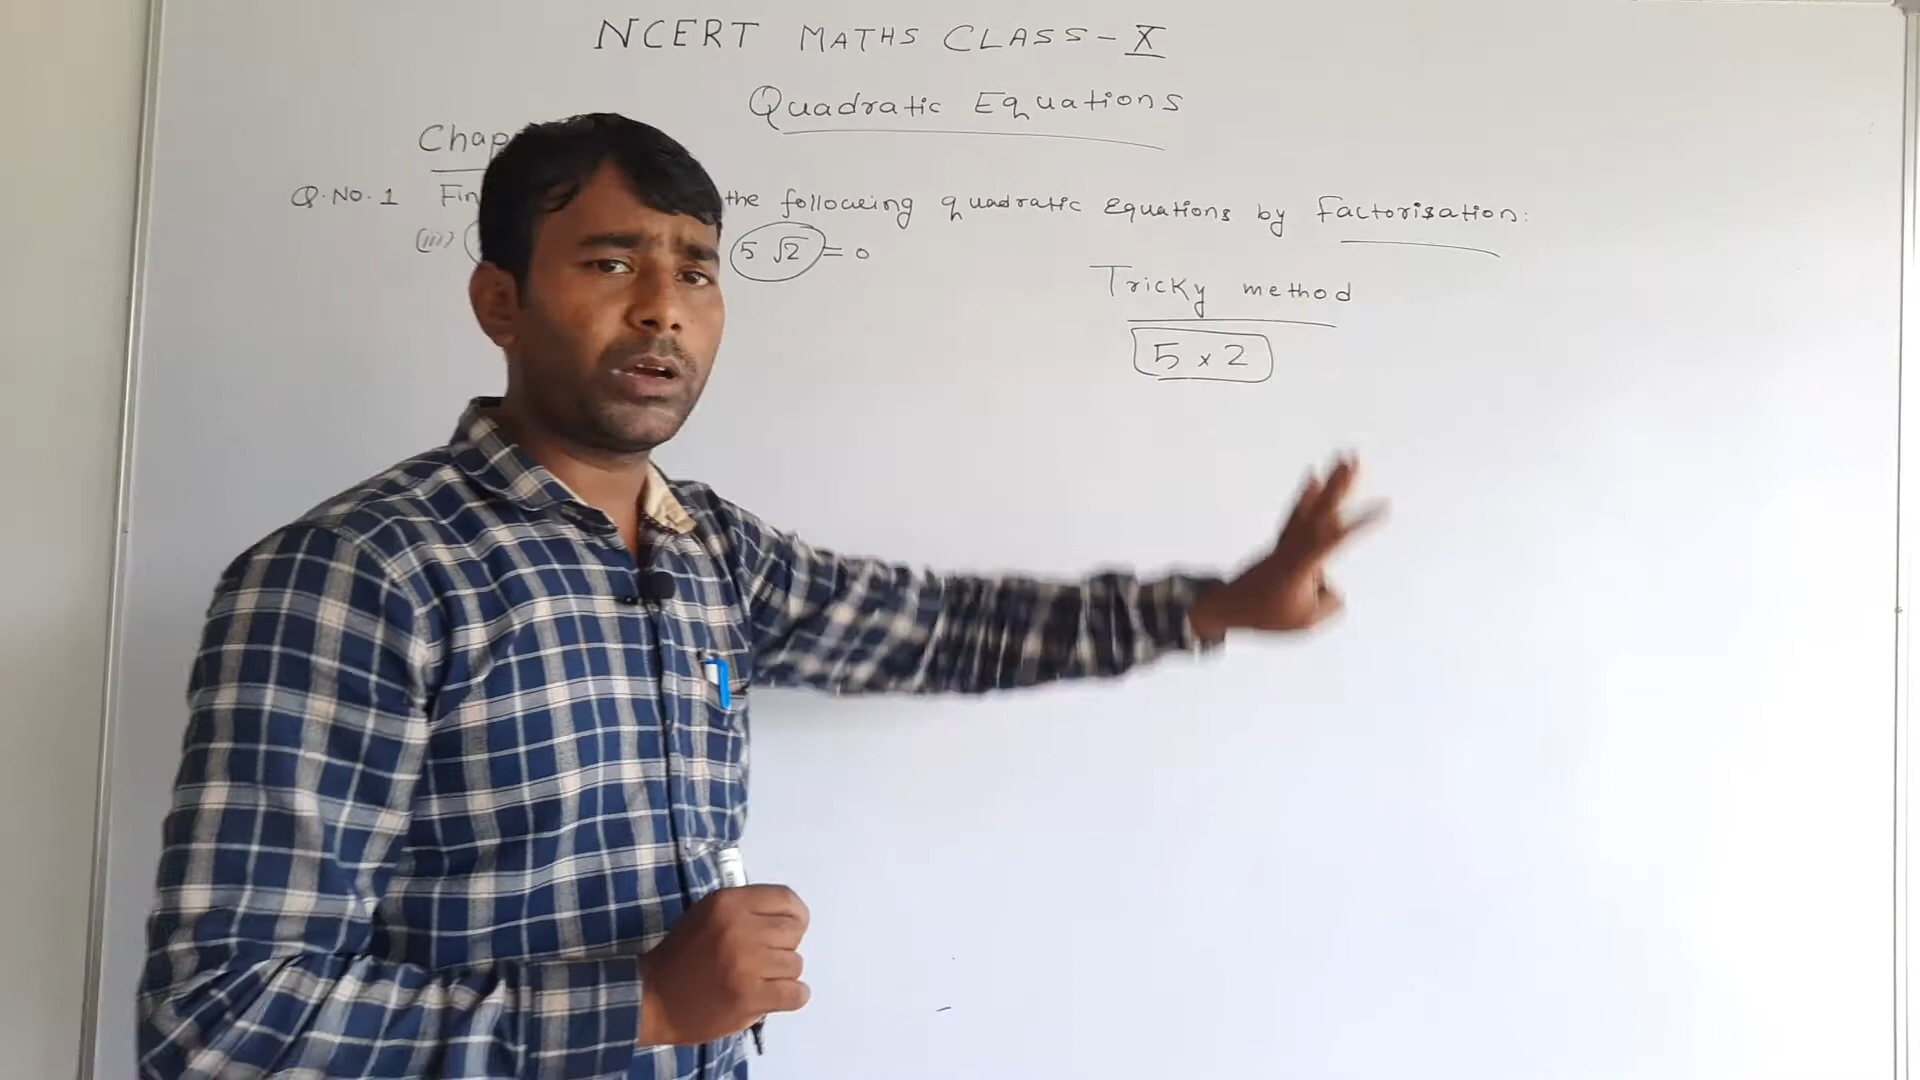 NCERT MATHS CLASS - X
Quadratic Equations
Chap
Q. No. 1 Fin the following quadratic equations by factorisation:
(iii) 5 √2 = 0
Tricky method
5 x 2